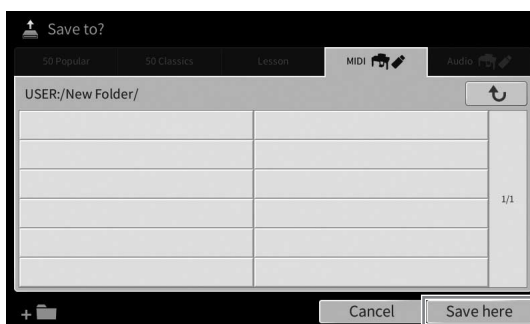 Save to?
50 Popular 50 Classics Lesson MIDI Audio
USER:/New Folder/
1/1
+ Cancel Save here